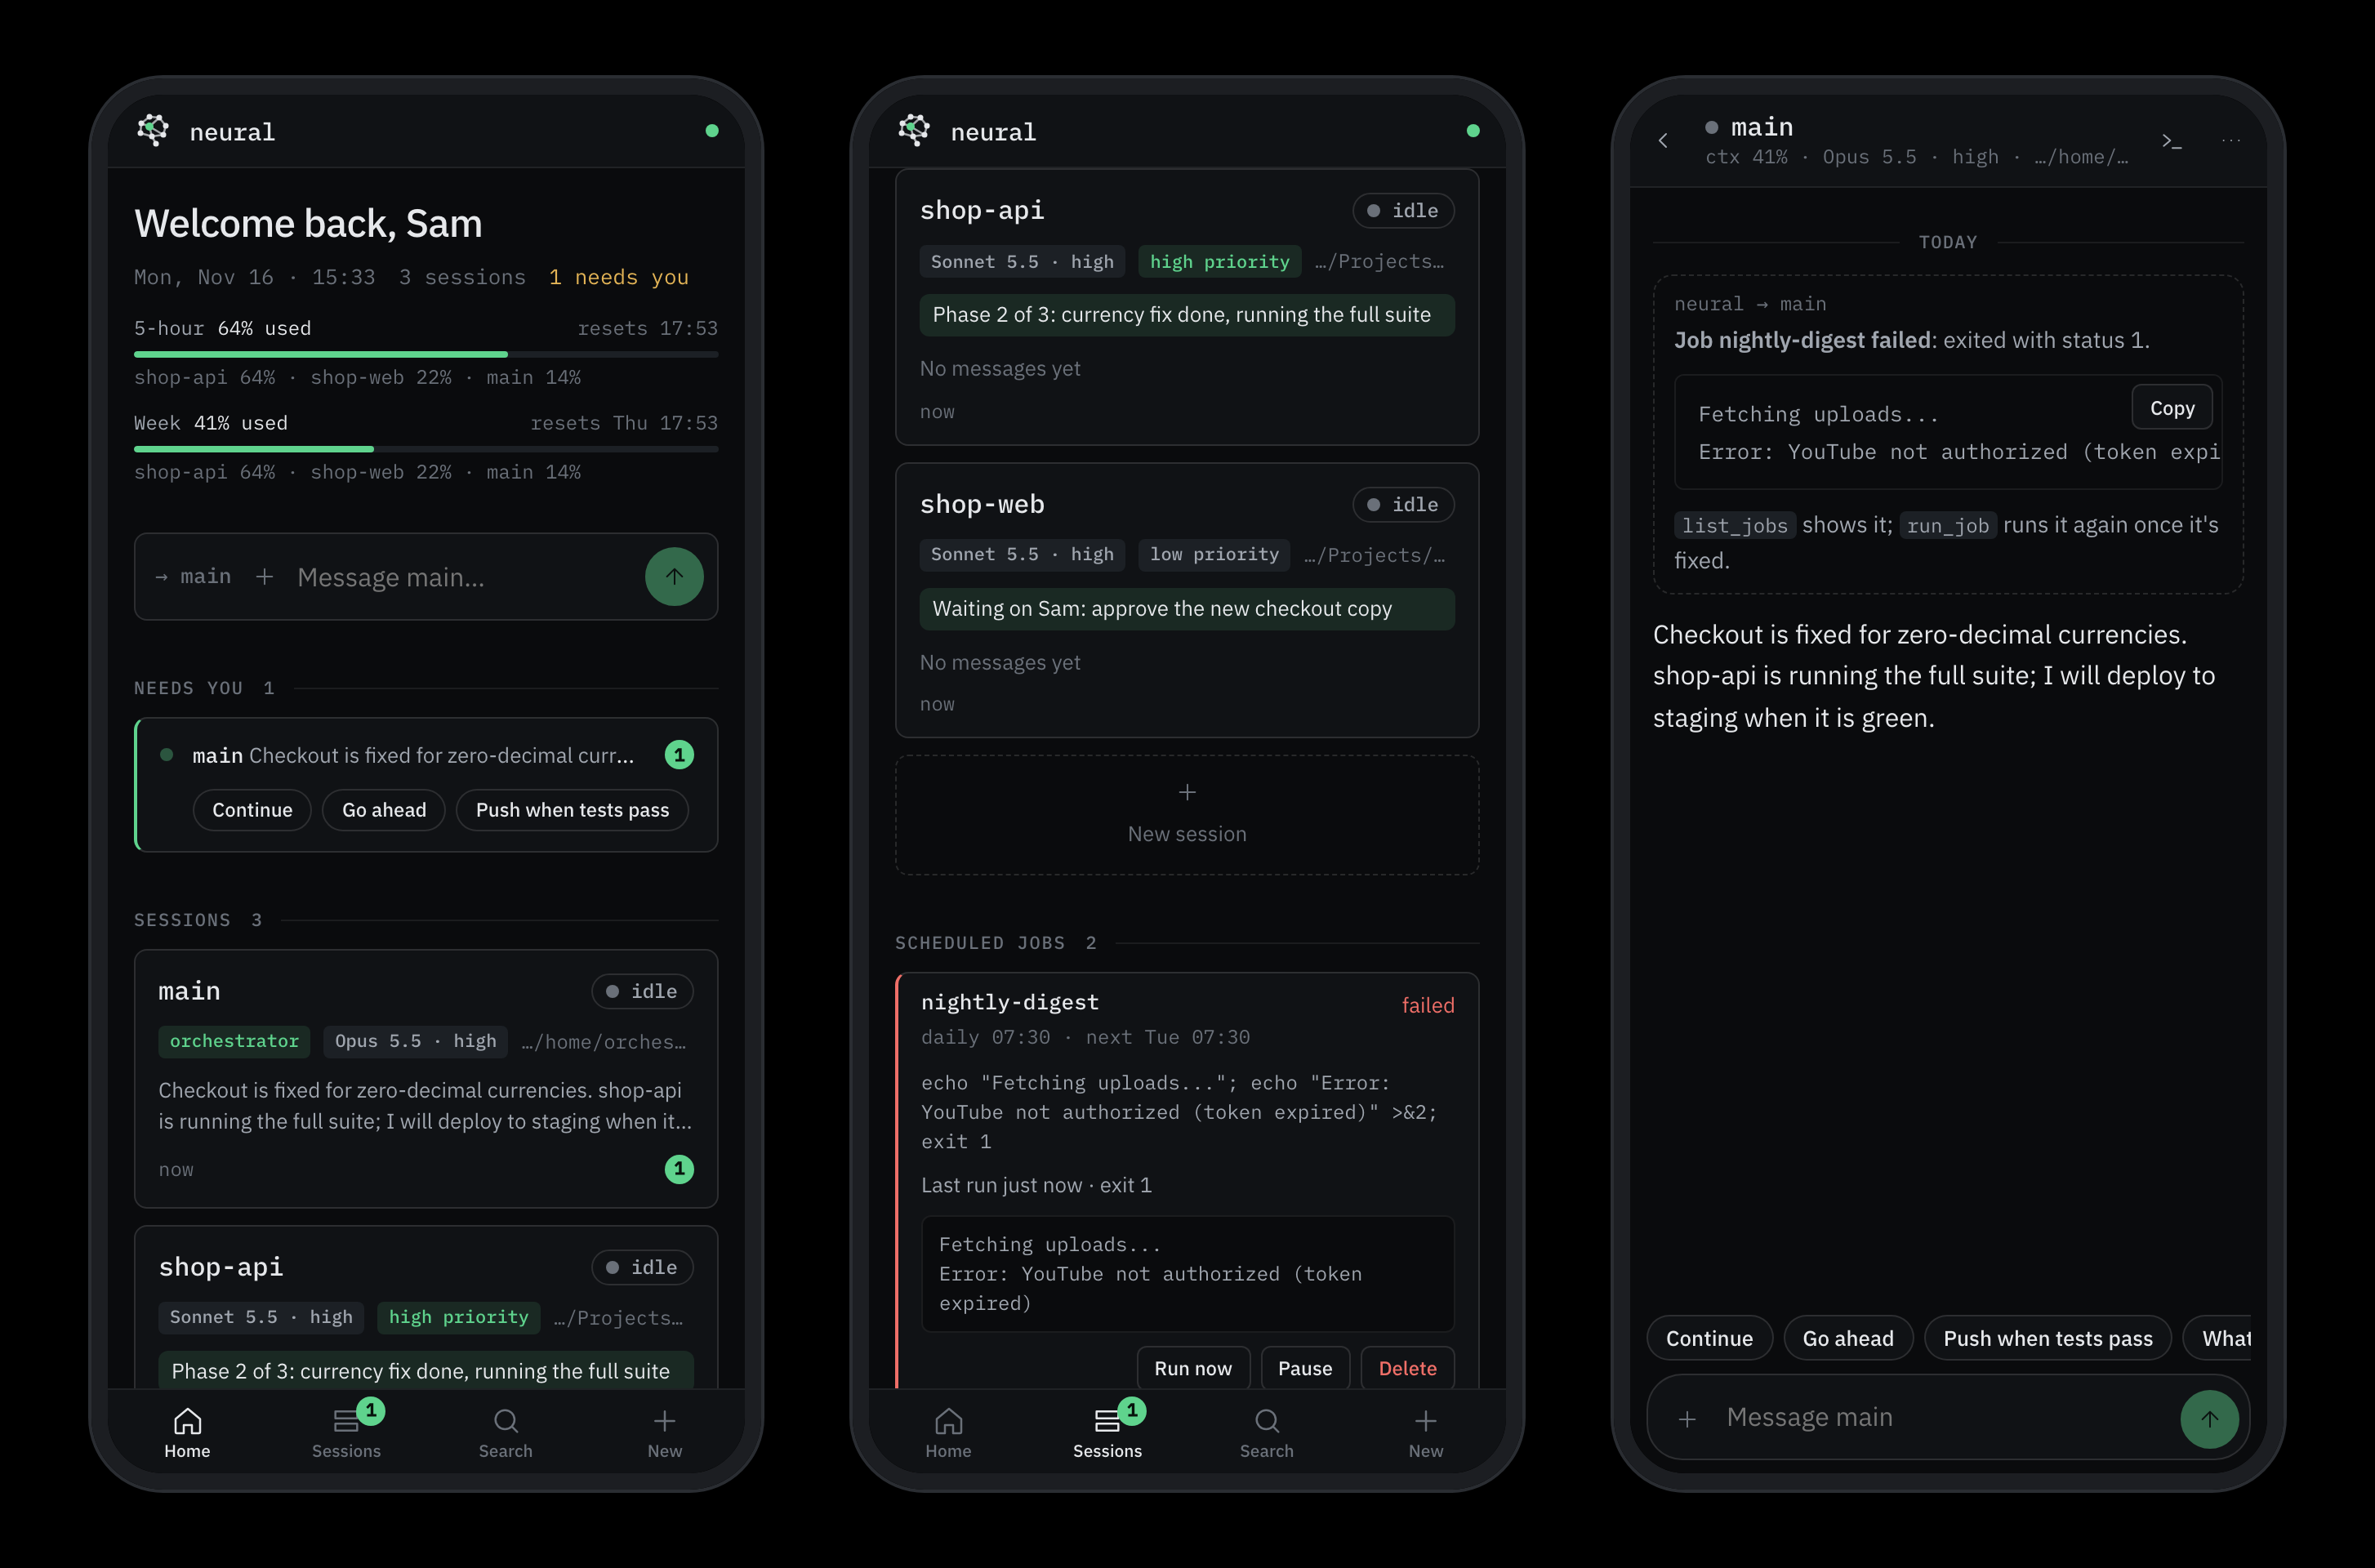 neural
Welcome back, Sam
Mon, Nov 16 · 15:33 3 sessions 1 needs you
5-hour 64% used resets 17:53
shop-api 64% · shop-web 22% · main 14%
Week 41% used resets Thu 17:53
shop-api 64% · shop-web 22% · main 14%
→ main + Message main...
NEEDS YOU 1
main Checkout is fixed for zero-decimal curr... 1
Continue Go ahead Push when tests pass
SESSIONS 3
main idle
orchestrator Opus 5.5 · high …/home/orches…
Checkout is fixed for zero-decimal currencies. shop-api
is running the full suite; I will deploy to staging when it...
now 1
shop-api idle
Sonnet 5.5 · high high priority …/Projects…
Phase 2 of 3: currency fix done, running the full suite
1
Home Sessions Search New
neural
shop-api idle
Sonnet 5.5 · high high priority …/Projects…
Phase 2 of 3: currency fix done, running the full suite
No messages yet
now
shop-web idle
Sonnet 5.5 · high low priority …/Projects/…
Waiting on Sam: approve the new checkout copy
No messages yet
now
+
New session
SCHEDULED JOBS 2
nightly-digest failed
daily 07:30 · next Tue 07:30
echo "Fetching uploads..."; echo "Error:
YouTube not authorized (token expired)" >&2;
exit 1
Last run just now · exit 1
Fetching uploads...
Error: YouTube not authorized (token
expired)
Run now Pause Delete
1
Home Sessions Search New
main
ctx 41% · Opus 5.5 · high · …/home/…
TODAY
neural → main
Job nightly-digest failed: exited with status 1.
Copy
Fetching uploads...
Error: YouTube not authorized (token expi
list_jobs shows it; run_job runs it again once it's
fixed.
Checkout is fixed for zero-decimal currencies.
shop-api is running the full suite; I will deploy to
staging when it is green.
Continue Go ahead Push when tests pass What
+ Message main